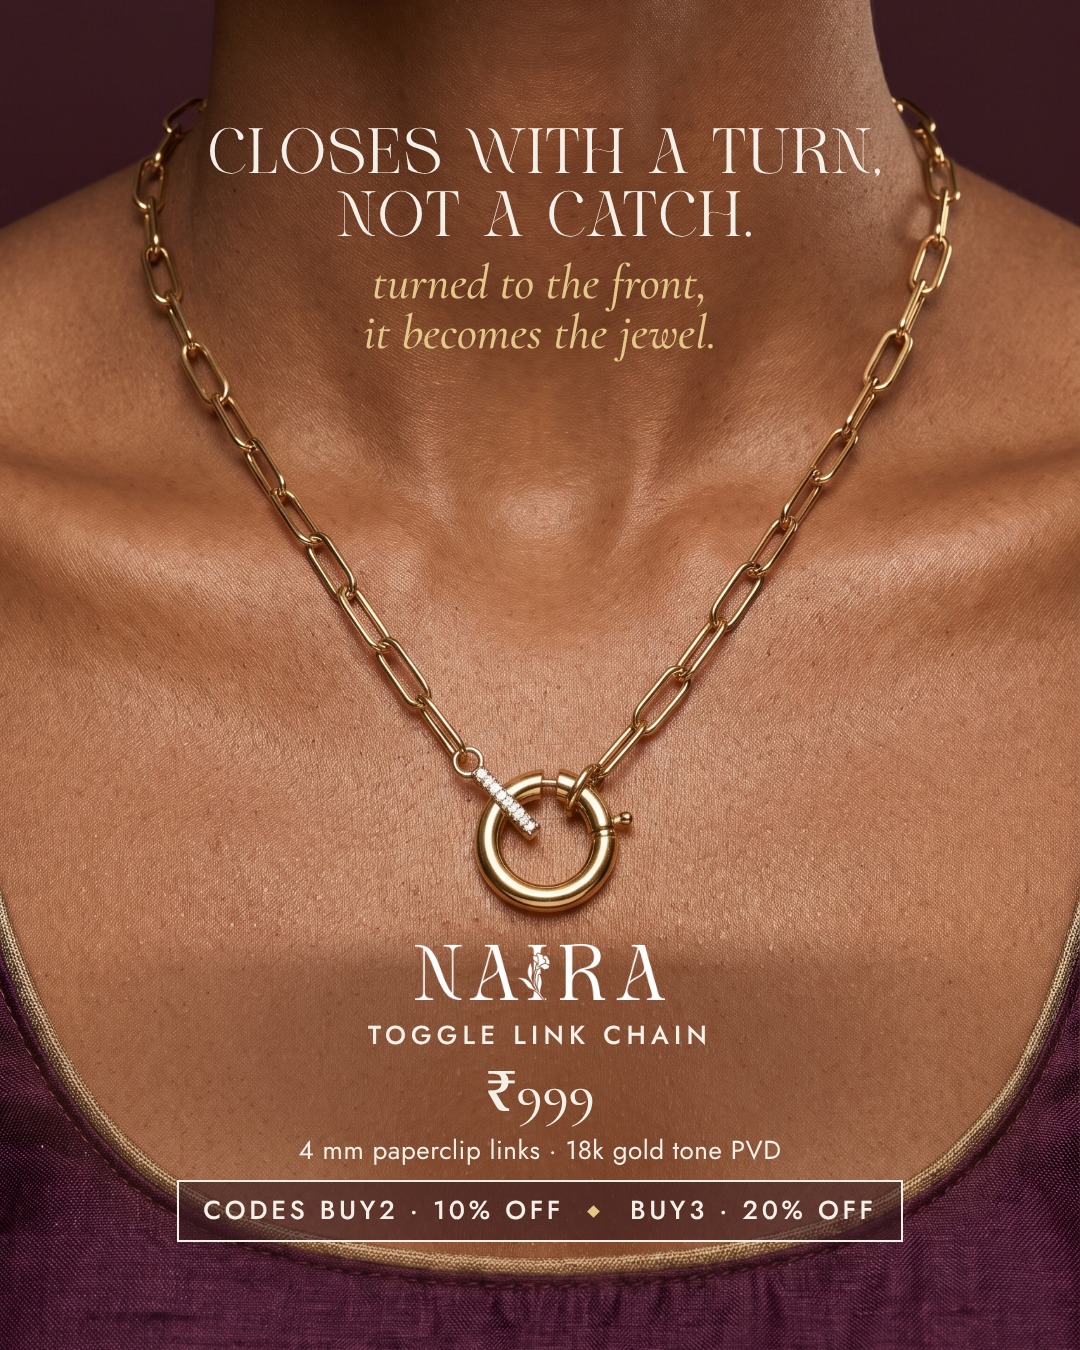 CLOSES WITH A TURN,
NOT A CATCH.
turned to the front,
it becomes the jewel.
NAIRA
TOGGLE LINK CHAIN
₹999
4 mm paperclip links · 18k gold tone PVD
CODES BUY2 · 10% OFF ◆ BUY3 · 20% OFF